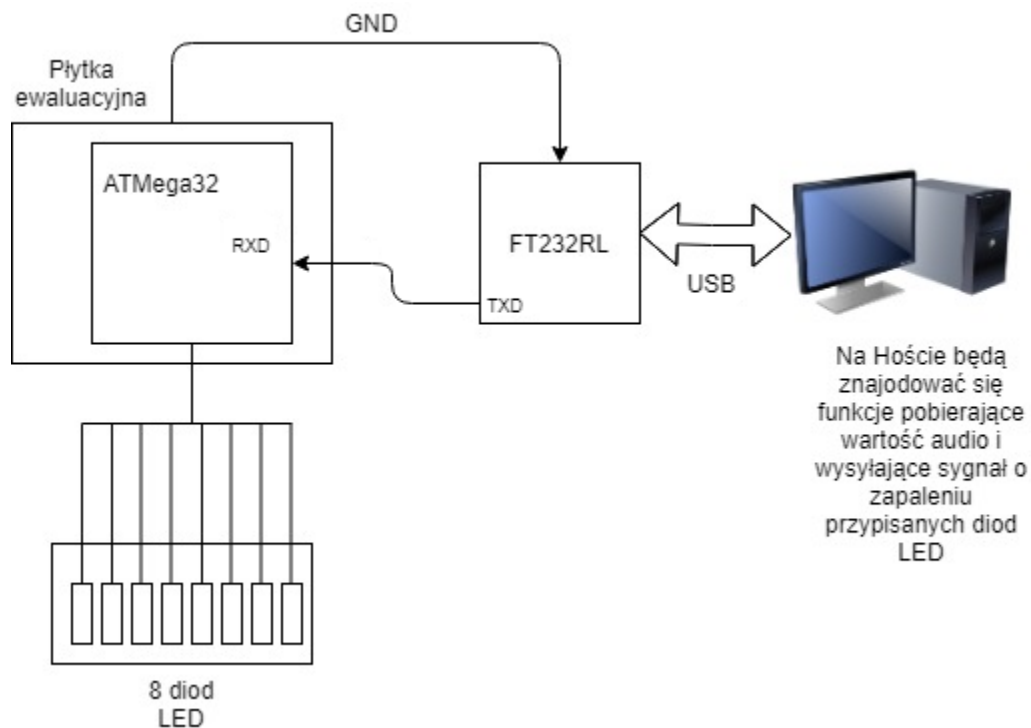 GND
Płytka
ewaluacyjna
ATMega32
RXD
FT232RL
TXD
USB
Na Hoście będą
znajodować się
funkcje pobierające
wartość audio i
wysyłające sygnał o
zapaleniu
przypisanych diod
LED
8 diod
LED